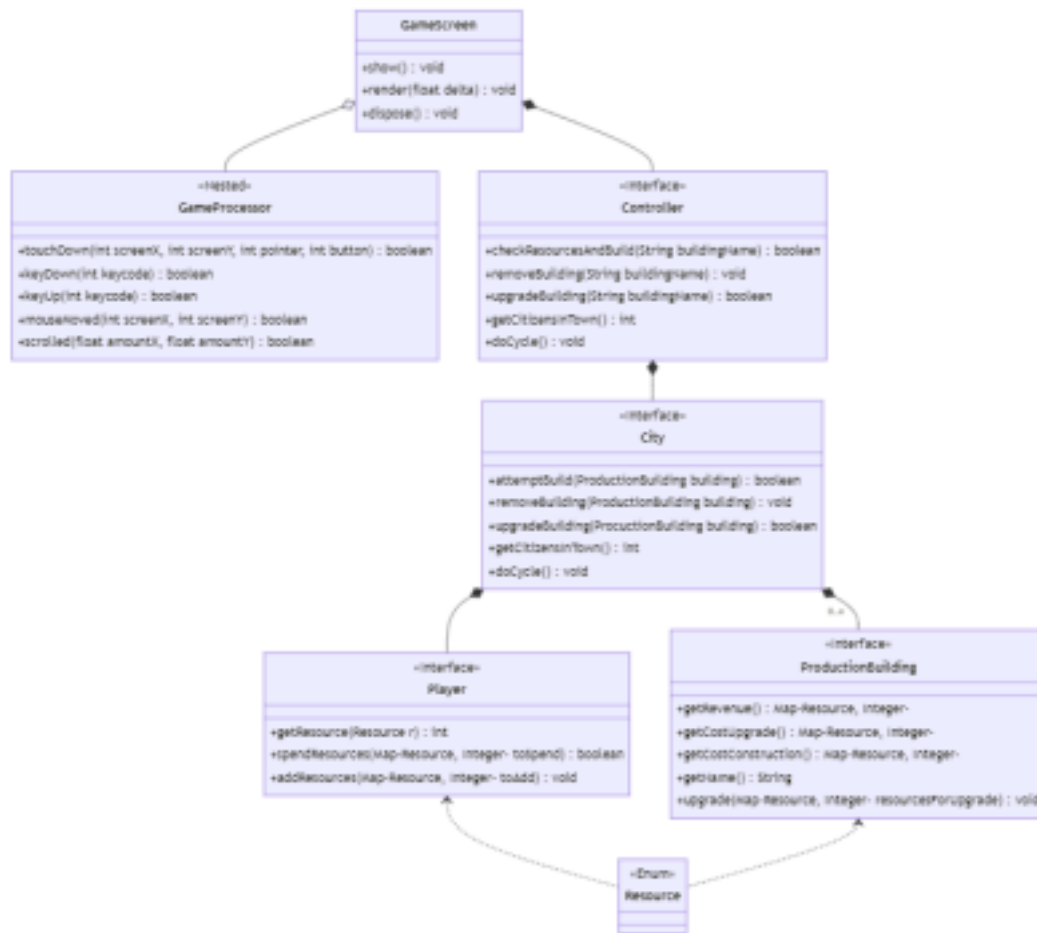 GameScreen
+show() : void
+render(float delta) : void
+dispose() : void
«Nested»
GameProcessor
+touchDown(int screenX, int screenY, int pointer, int button) : boolean
+keyDown(int keycode) : boolean
+keyUp(int keycode) : boolean
+mouseMoved(int screenX, int screenY) : boolean
+scrolled(float amountX, float amountY) : boolean
«Interface»
Controller
+checkResourcesAndBuild(String buildingName) : boolean
+removeBuilding(String buildingName) : void
+upgradeBuilding(String buildingName) : boolean
+getCitizensInTown() : int
+doCycle() : void
«Interface»
City
+attemptBuild(ProductionBuilding building) : boolean
+removeBuilding(ProductionBuilding building) : void
+upgradeBuilding(ProcuctionBuilding building) : boolean
+getCitizensInTown() : int
+doCycle() : void
«Interface»
Player
+getResource(Resource r) : int
+spendResources(Map-Resource, Integer- toSpend) : boolean
+addResources(Map-Resource, Integer- toAdd) : void
«Interface»
ProductionBuilding
+getRevenue() : Map-Resource, Integer-
+getCostUpgrade() : Map-Resource, Integer-
+getCostConstruction() : Map-Resource, Integer-
+getName() : String
+upgrade(Map-Resource, Integer- resourcesForUpgrade) : void
«Enum»
Resource